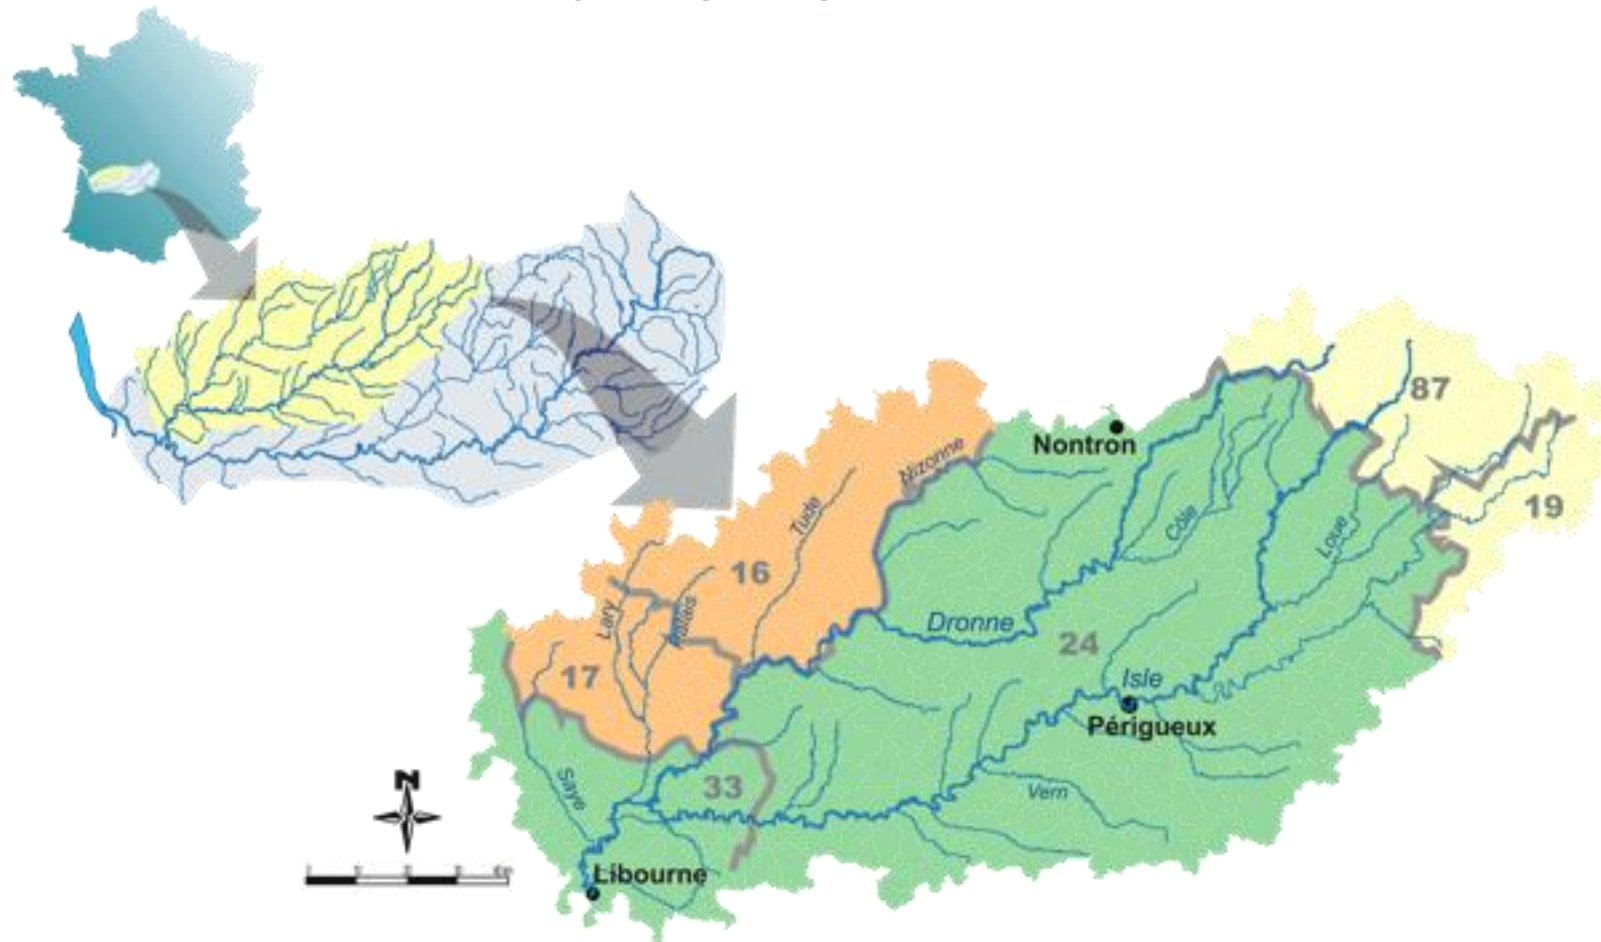 87
Nontron
Nizonne
19
Tude
Côle
Loue
16
Lary
Dronne
24
17
Isle
Périgueux
33
Saye
Vern
N
Libourne